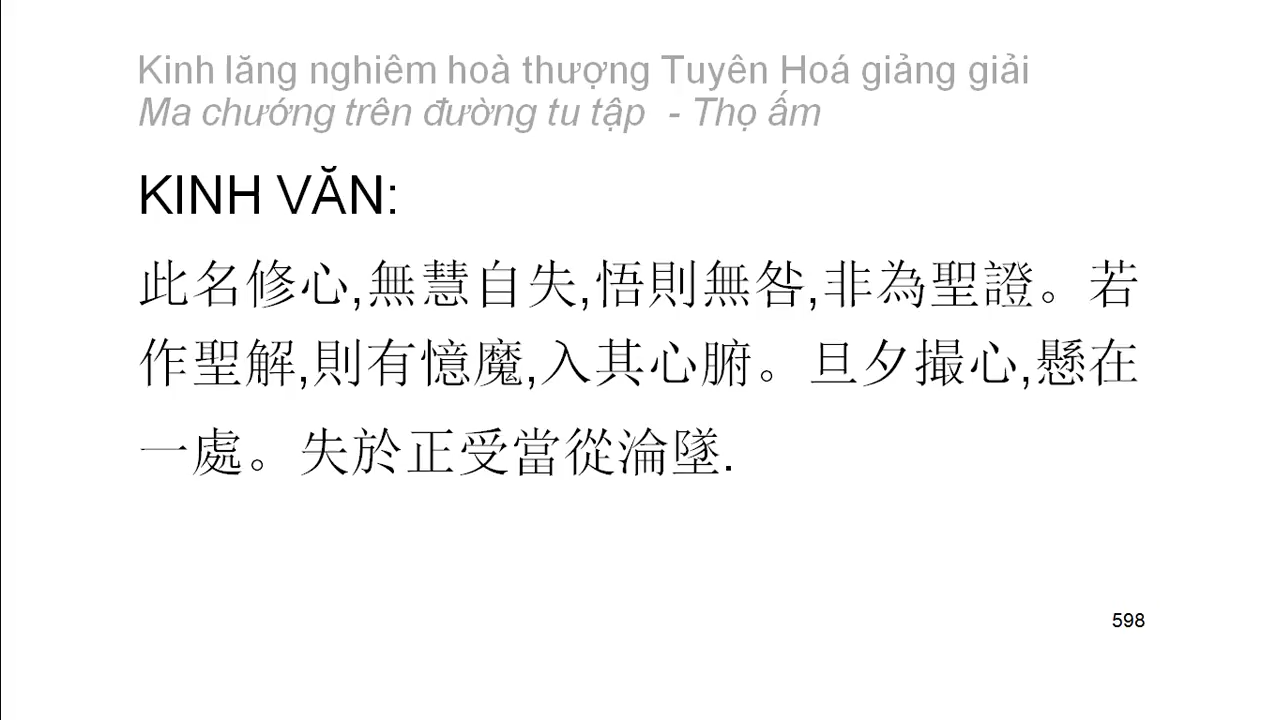 Kinh lăng nghiêm hoà thượng Tuyên Hoá giảng giải
Ma chướng trên đường tu tập - Thọ ấm
KINH VĂN:
此名修心,無慧自失,悟則無咎,非為聖證。若
作聖解,則有憶魔,入其心腑。旦夕撮心,懸在
一處。失於正受當從淪墜.
598